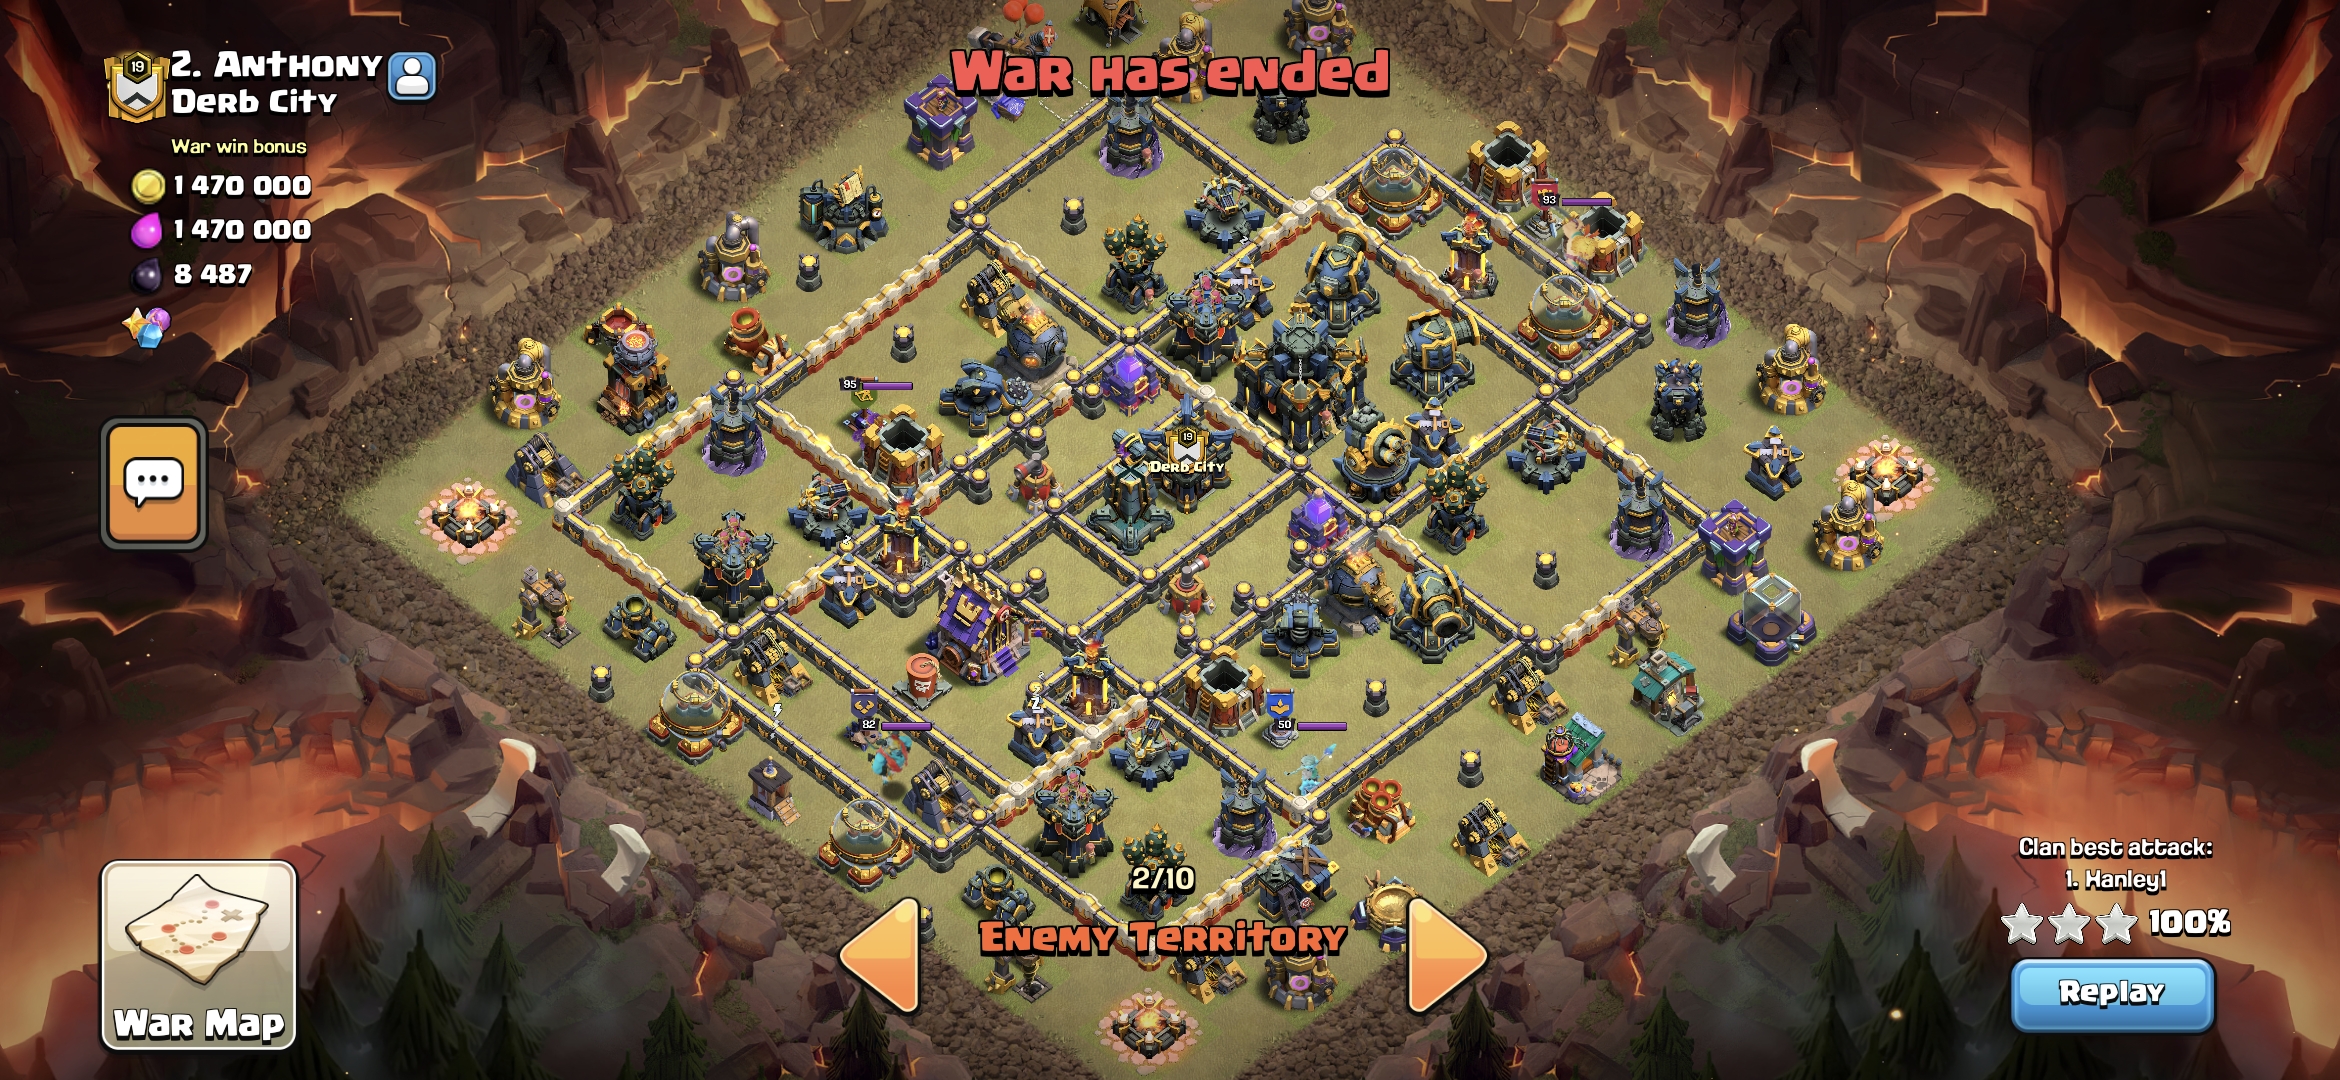 19
2. Anthony
Derb City
War win bonus
1 470 000
1 470 000
8 487
War has ended
93
95
19
Derb City
82
50
2/10
Enemy Territory
War Map
Clan best attack:
1. Hanley1
100%
Replay